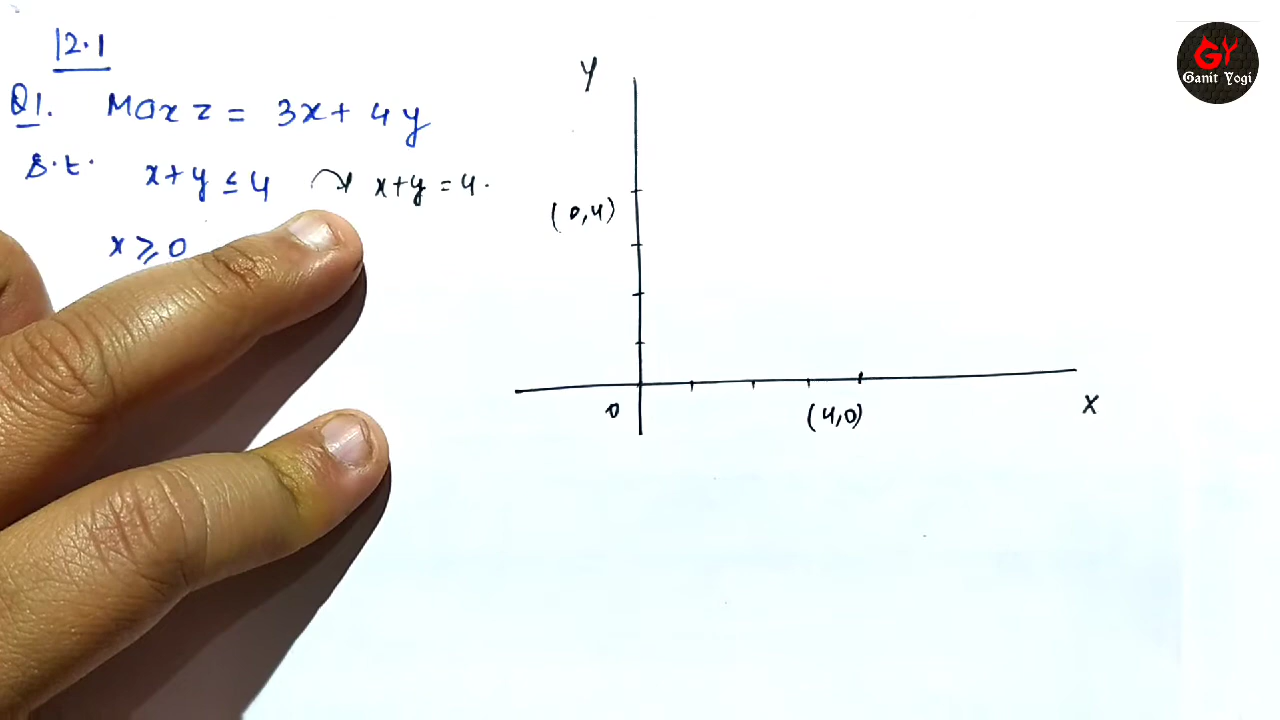 12.1
Q1. Max z = 3x + 4y
s.t. x + y ≤ 4 x + y = 4.
x ≥ 0
Y
(0,4)
0
(4,0)
X
GY
Ganit Yogi